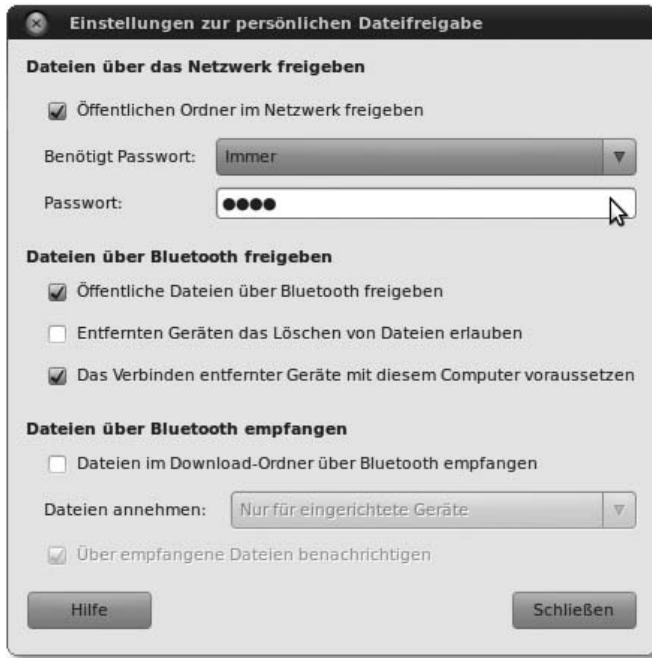 Einstellungen zur persönlichen Dateifreigabe
Dateien über das Netzwerk freigeben
Öffentlichen Ordner im Netzwerk freigeben
Benötigt Passwort: Immer
Passwort: ●●●●
Dateien über Bluetooth freigeben
Öffentliche Dateien über Bluetooth freigeben
Entfernten Geräten das Löschen von Dateien erlauben
Das Verbinden entfernter Geräte mit diesem Computer voraussetzen
Dateien über Bluetooth empfangen
Dateien im Download-Ordner über Bluetooth empfangen
Dateien annehmen: Nur für eingerichtete Geräte
Über empfangene Dateien benachrichtigen
Hilfe Schließen